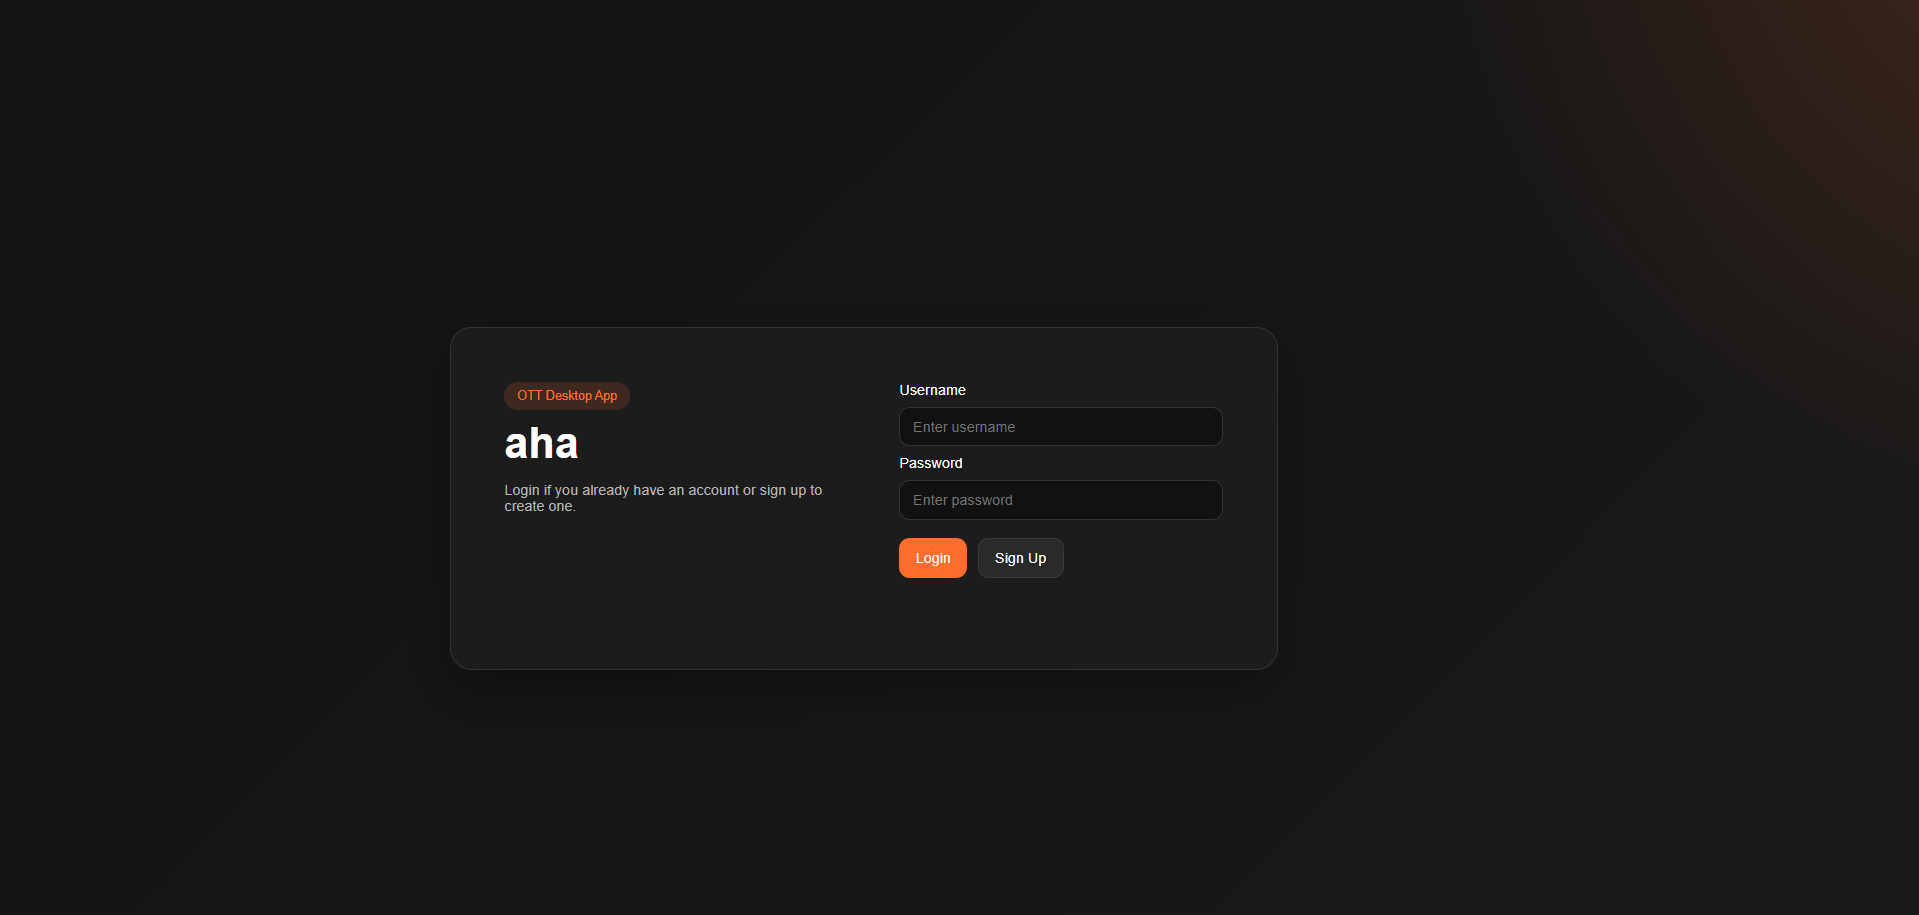 OTT Desktop App
aha
Login if you already have an account or sign up to
create one.
Username
Enter username
Password
Enter password
Login
Sign Up